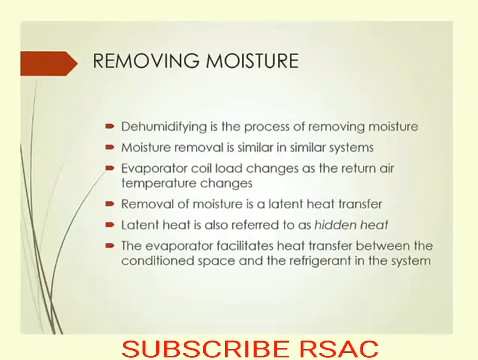 REMOVING MOISTURE
Dehumidifying is the process of removing moisture
Moisture removal is similar in similar systems
Evaporator coil load changes as the return air
temperature changes
Removal of moisture is a latent heat transfer
Latent heat is also referred to as hidden heat
The evaporator facilitates heat transfer between the
conditioned space and the refrigerant in the system
SUBSCRIBE RSAC